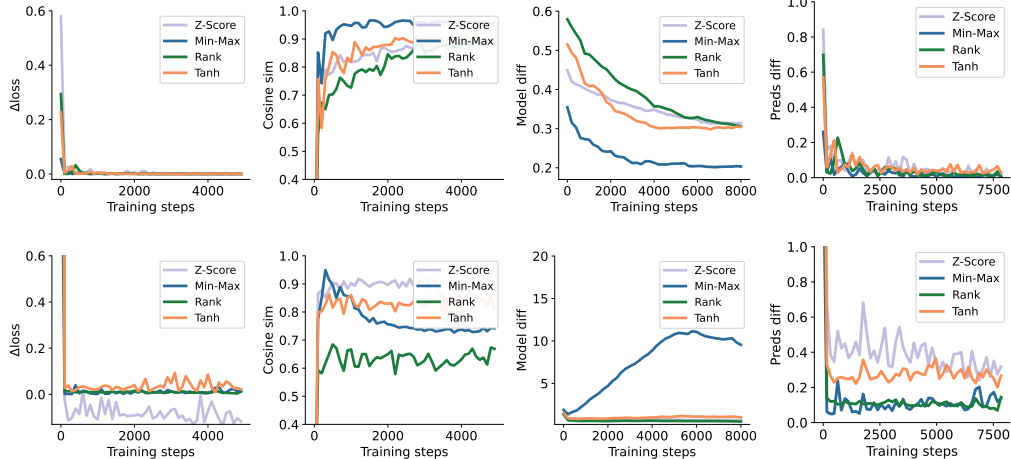 0.6
0.4
0.2
0.0
Δloss
0
2000
4000
Training steps
Z-Score
Min-Max
Rank
Tanh
1.0
0.9
0.8
0.7
0.6
0.5
0.4
Cosine sim
0
2000
4000
Training steps
Z-Score
Min-Max
Rank
Tanh
0.6
0.5
0.4
0.3
0.2
Model diff
0
2000
4000
6000
8000
Training steps
Z-Score
Min-Max
Rank
Tanh
1.0
0.8
0.6
0.4
0.2
0.0
Preds diff
0
2500
5000
7500
Training steps
Z-Score
Min-Max
Rank
Tanh
0.6
0.4
0.2
0.0
Δloss
0
2000
4000
Training steps
Z-Score
Min-Max
Rank
Tanh
1.0
0.9
0.8
0.7
0.6
0.5
0.4
Cosine sim
0
2000
4000
Training steps
Z-Score
Min-Max
Rank
Tanh
20
15
10
5
Model diff
0
2000
4000
6000
8000
Training steps
Z-Score
Min-Max
Rank
Tanh
1.0
0.8
0.6
0.4
0.2
0.0
Preds diff
0
2500
5000
7500
Training steps
Z-Score
Min-Max
Rank
Tanh